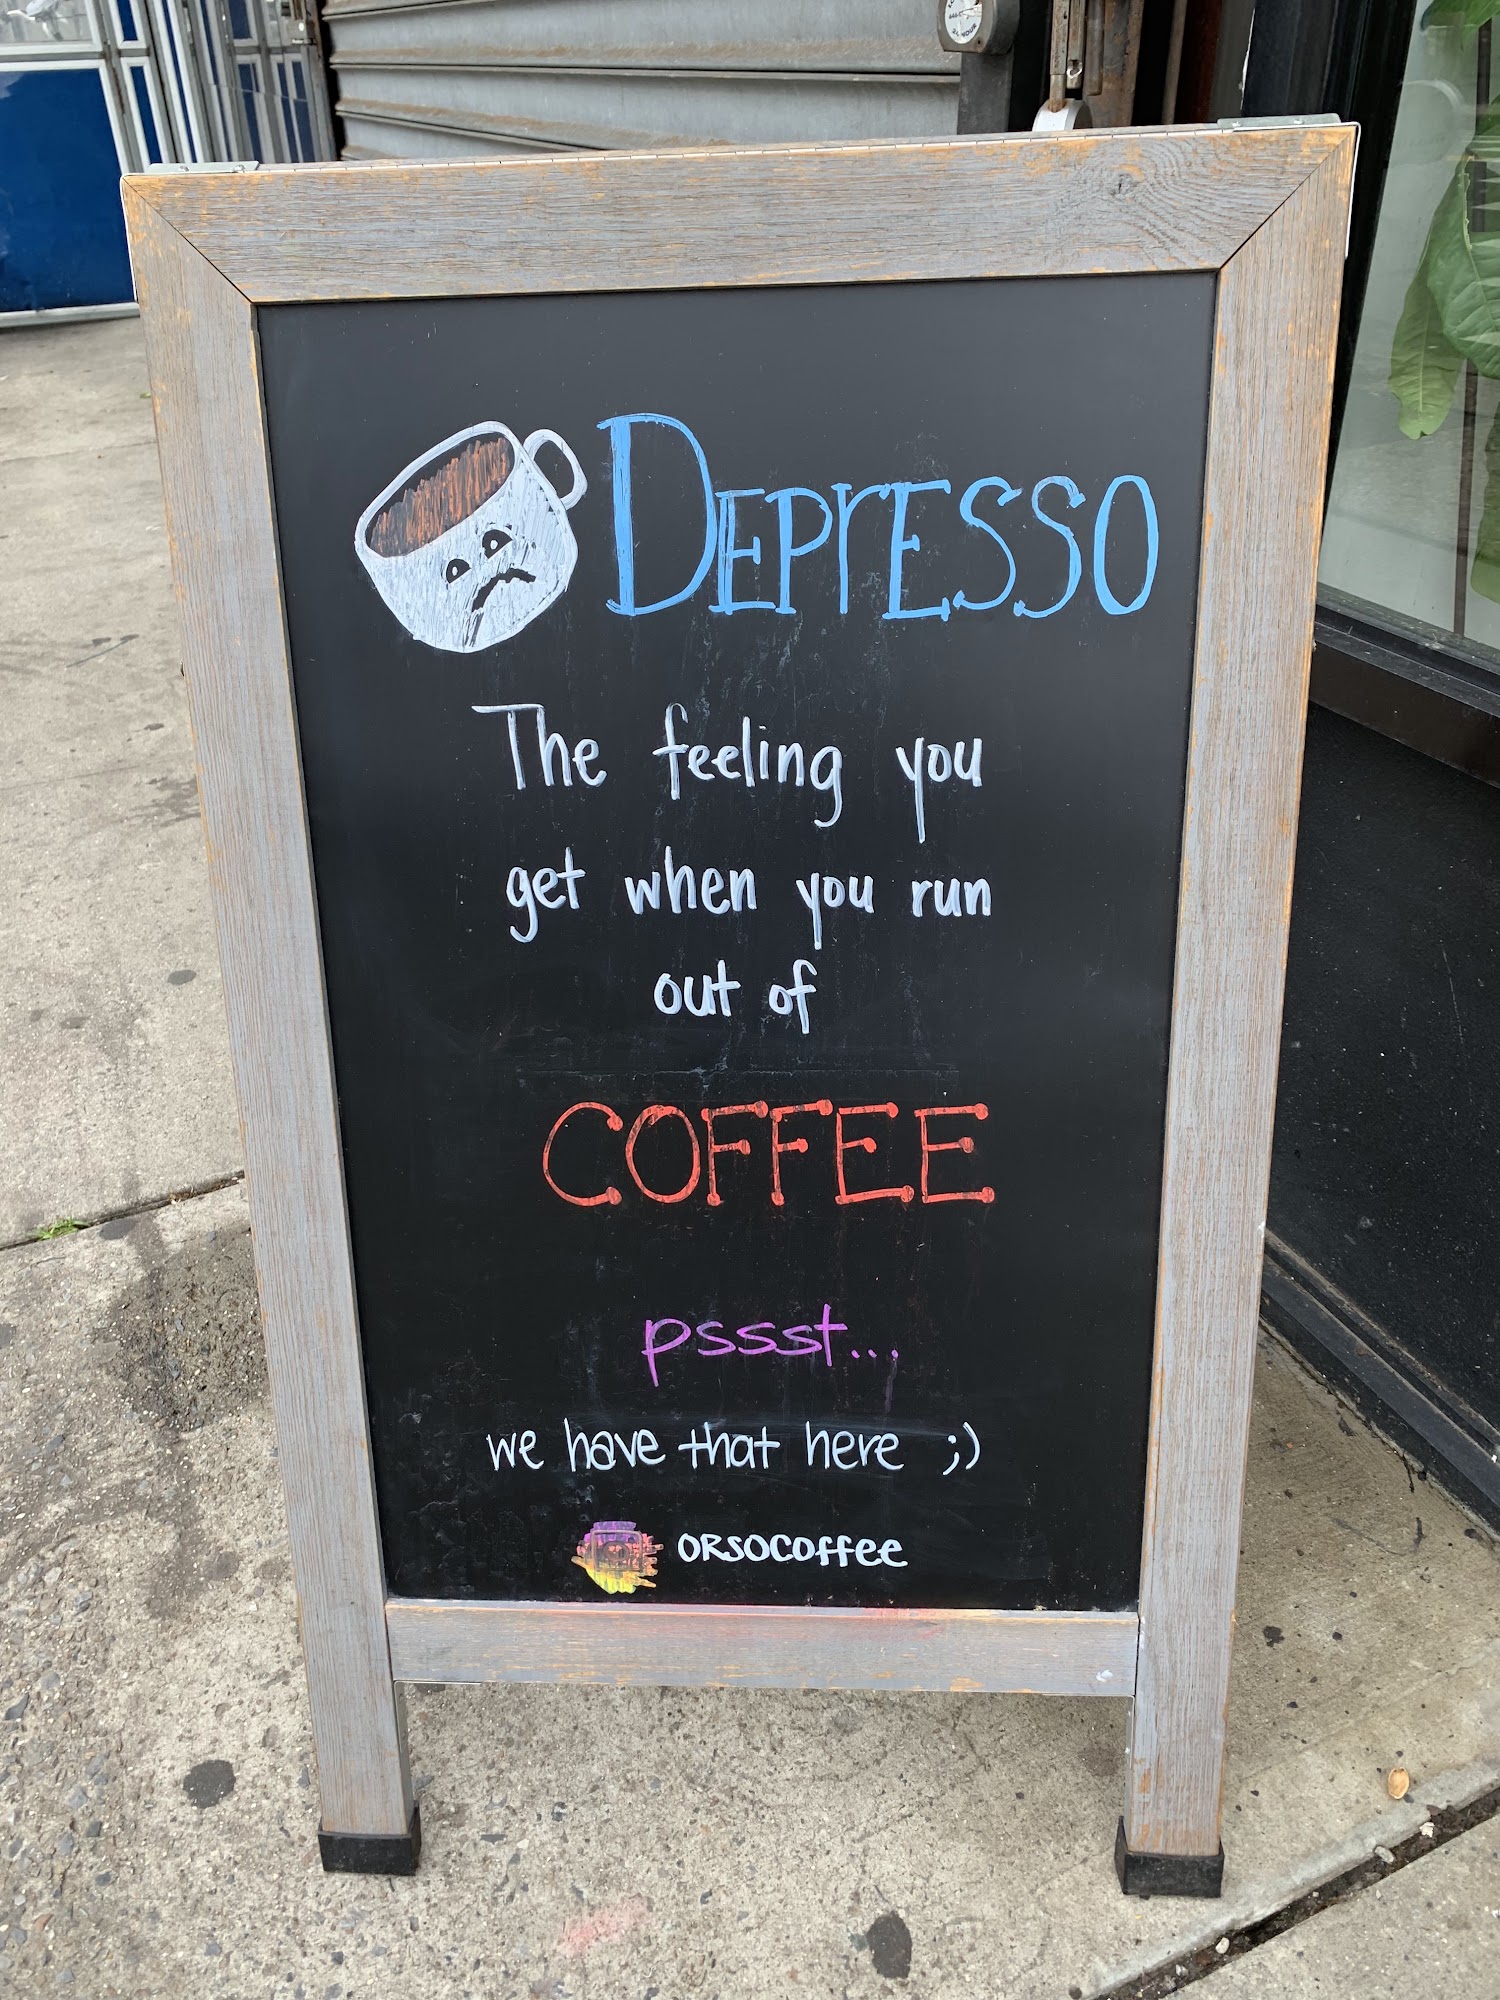 DEPrESSO
The feeling you
get when you run
out of
COFFEE
pssst...
we have that here ;)
ORSOCOffee